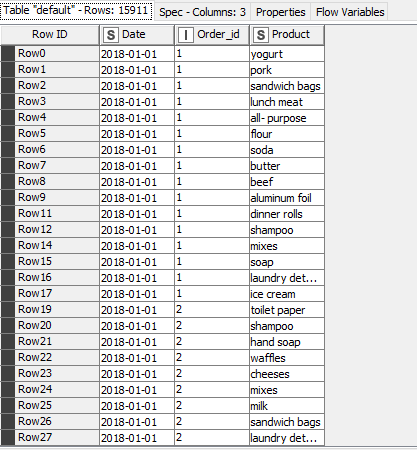 Table "default" - Rows: 15911 Spec - Columns: 3 Properties Flow Variables
Row ID S Date I Order_id S Product
Row0 2018-01-01 1 yogurt
Row1 2018-01-01 1 pork
Row2 2018-01-01 1 sandwich bags
Row3 2018-01-01 1 lunch meat
Row4 2018-01-01 1 all- purpose
Row5 2018-01-01 1 flour
Row6 2018-01-01 1 soda
Row7 2018-01-01 1 butter
Row8 2018-01-01 1 beef
Row9 2018-01-01 1 aluminum foil
Row11 2018-01-01 1 dinner rolls
Row12 2018-01-01 1 shampoo
Row14 2018-01-01 1 mixes
Row15 2018-01-01 1 soap
Row16 2018-01-01 1 laundry det...
Row17 2018-01-01 1 ice cream
Row19 2018-01-01 2 toilet paper
Row20 2018-01-01 2 shampoo
Row21 2018-01-01 2 hand soap
Row22 2018-01-01 2 waffles
Row23 2018-01-01 2 cheeses
Row24 2018-01-01 2 mixes
Row25 2018-01-01 2 milk
Row26 2018-01-01 2 sandwich bags
Row27 2018-01-01 2 laundry det...